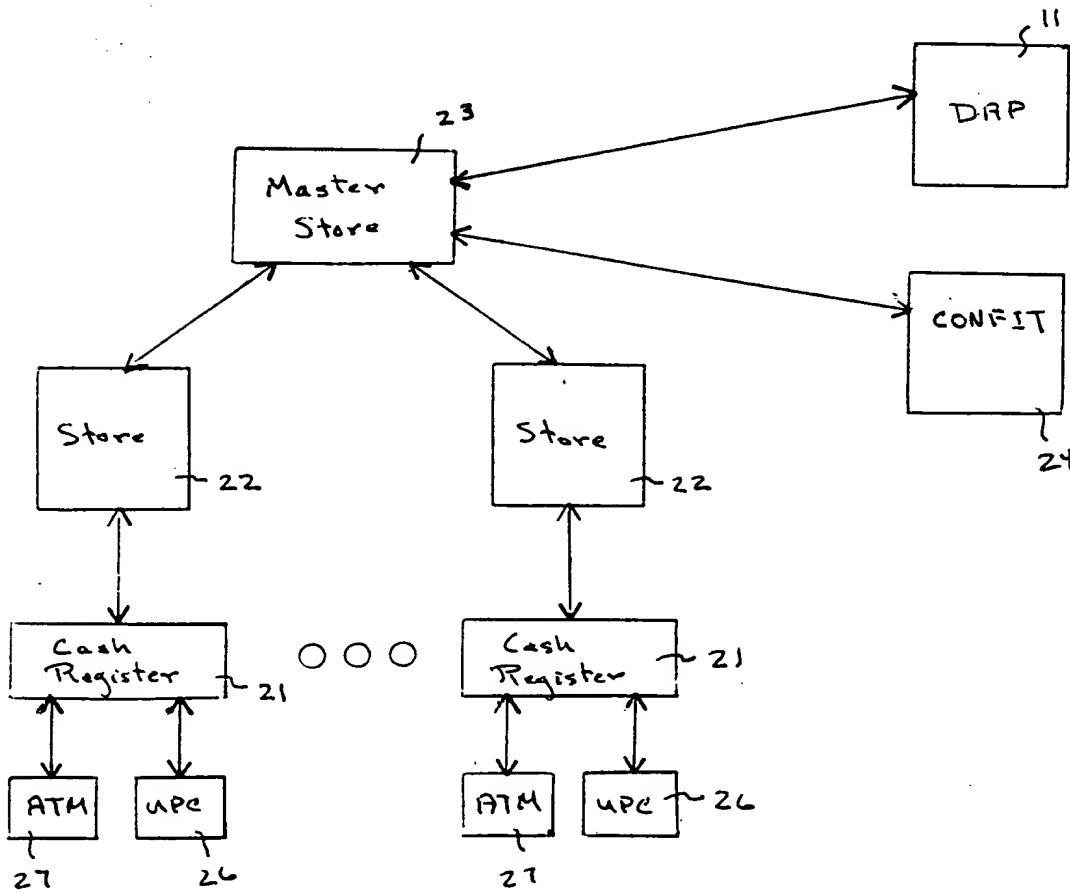 11
DAP
23
Master
Store
CONFIT
24
Store
22
Store
22
Cash
Register
21
Cash
Register
21
ATM
UPC
ATM
UPC
26
27
26
27